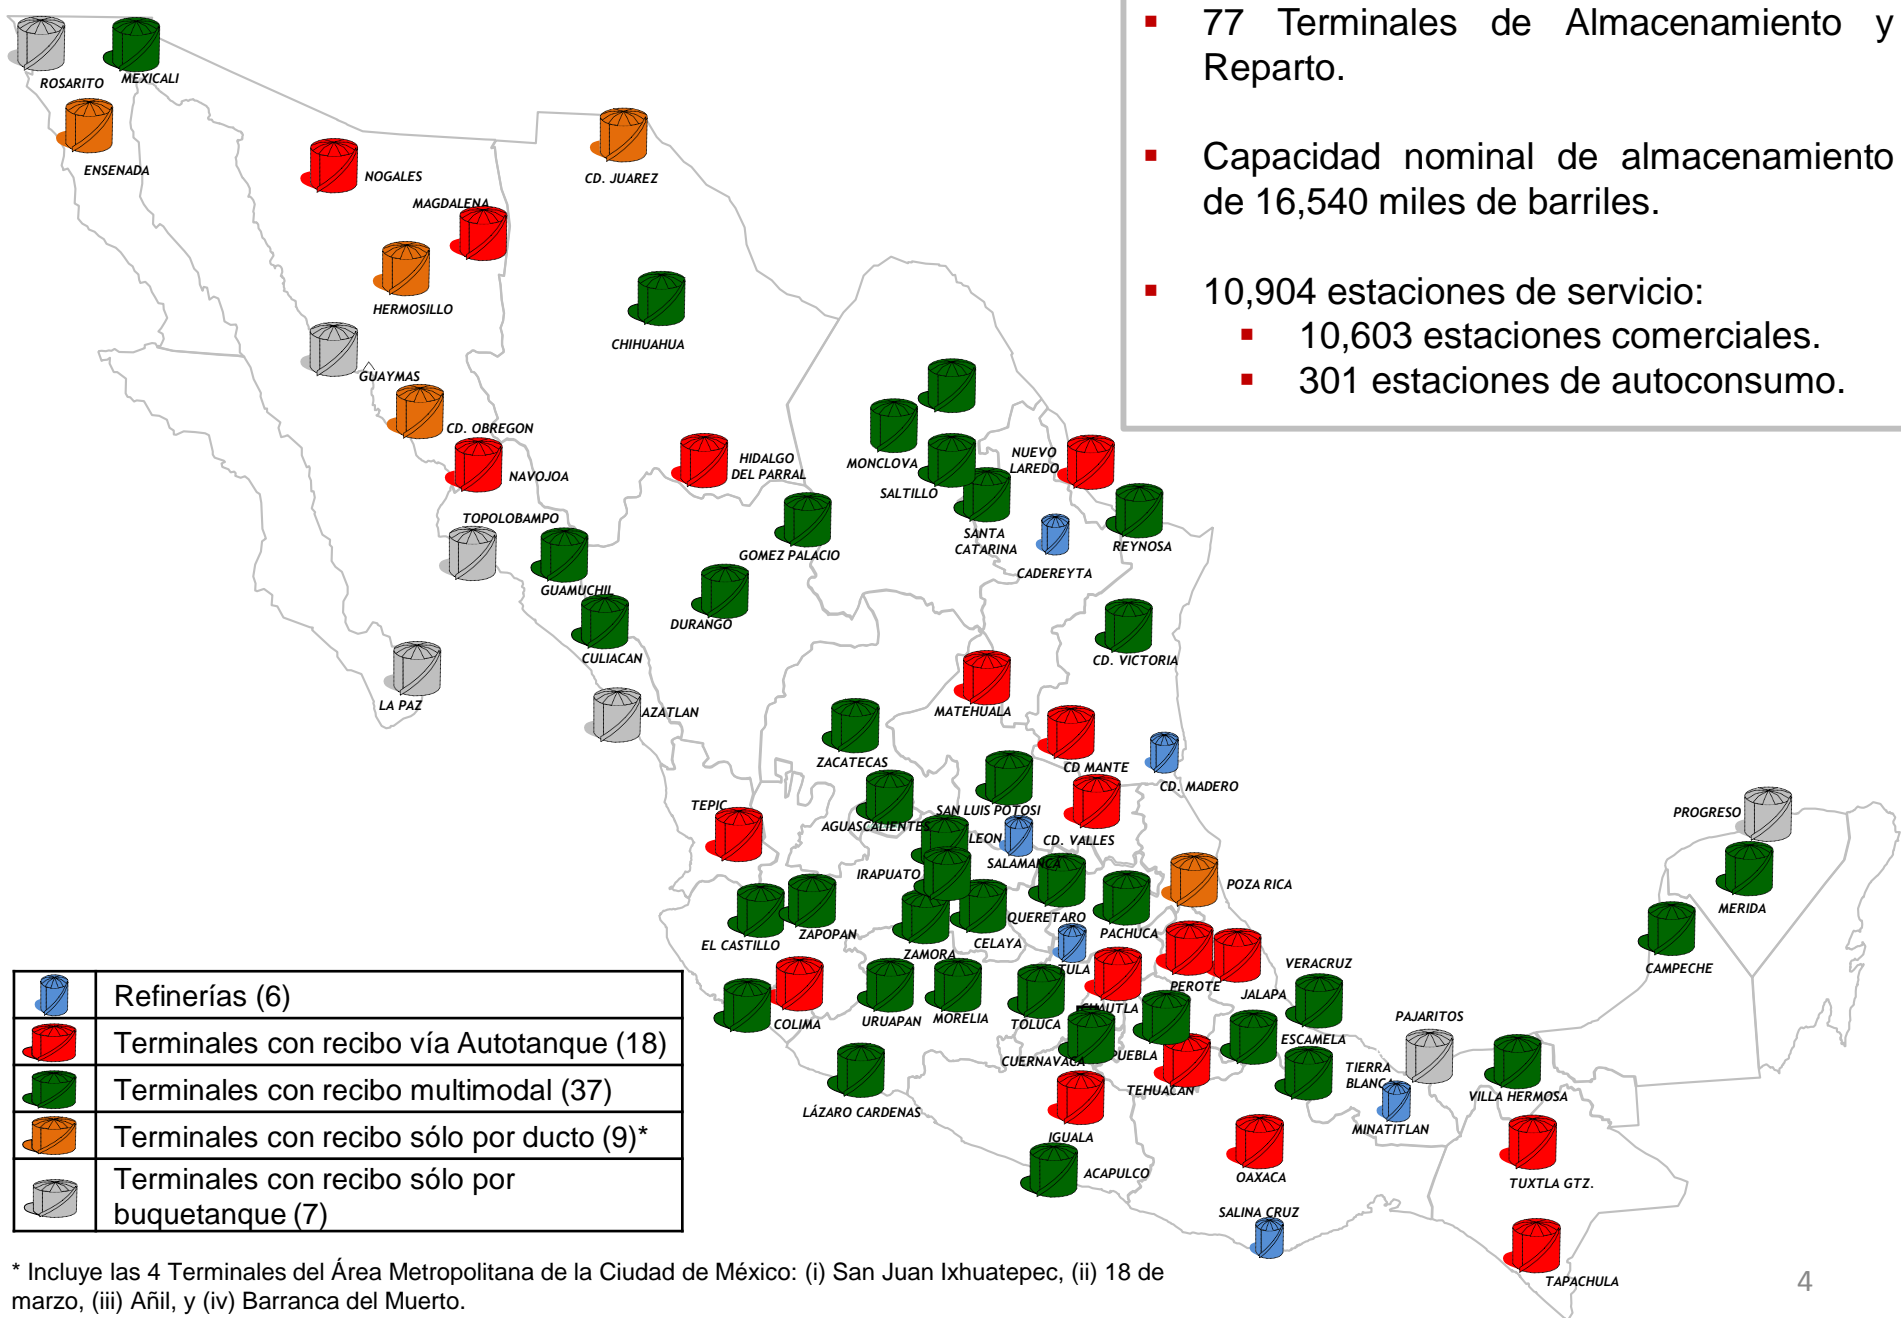 77 Terminales de Almacenamiento y
Reparto.
Capacidad nominal de almacenamiento
de 16,540 miles de barriles.
10,904 estaciones de servicio:
10,603 estaciones comerciales.
301 estaciones de autoconsumo.
ROSARITO
MEXICALI
ENSENADA
NOGALES
CD. JUAREZ
MAGDALENA
HERMOSILLO
CHIHUAHUA
GUAYMAS
CD. OBREGON
NAVOJOA
HIDALGO
DEL PARRAL
MONCLOVA
SALTILLO
NUEVO
LAREDO
SANTA
CATARINA
REYNOSA
TOPOLOBAMPO
GOMEZ PALACIO
CADEREYTA
GUAMUCHIL
DURANGO
CULIACAN
CD. VICTORIA
LA PAZ
AZATLAN
MATEHUALA
ZACATECAS
CD MANTE
CD. MADERO
TEPIC
AGUASCALIENTES
SAN LUIS POTOSI
LEON
CD. VALLES
SALAMANCA
PROGRESO
IRAPUATO
POZA RICA
MERIDA
EL CASTILLO
ZAPOPAN
ZAMORA
CELAYA
QUERETARO
PACHUCA
CAMPECHE
TULA
PEROTE
JALAPA
VERACRUZ
COLIMA
URUAPAN
MORELIA
TOLUCA
CUAUTLA
PAJARITOS
CUERNAVACA
PUEBLA
ESCAMELA
TEHUACAN
TIERRA
BLANCA
VILLA HERMOSA
LÁZARO CARDENAS
IGUALA
MINATITLAN
ACAPULCO
OAXACA
TUXTLA GTZ.
SALINA CRUZ
TAPACHULA
Refinerías (6)
Terminales con recibo vía Autotanque (18)
Terminales con recibo multimodal (37)
Terminales con recibo sólo por ducto (9)*
Terminales con recibo sólo por
buquetanque (7)
* Incluye las 4 Terminales del Área Metropolitana de la Ciudad de México: (i) San Juan Ixhuatepec, (ii) 18 de
marzo, (iii) Añil, y (iv) Barranca del Muerto.
4